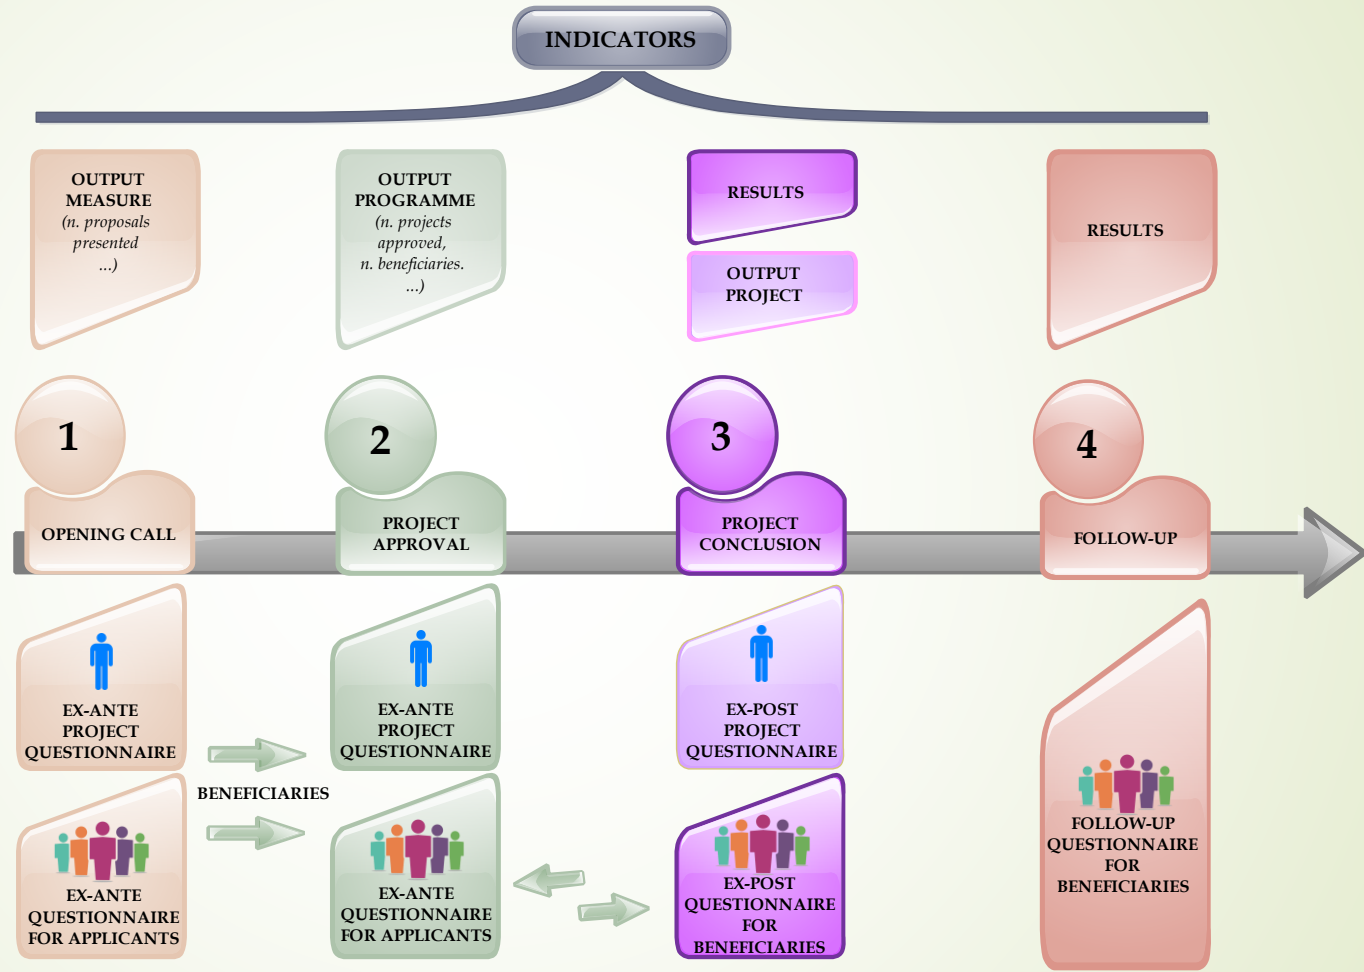 INDICATORS
OUTPUT
MEASURE
(n. proposals
presented
...)
OUTPUT
PROGRAMME
(n. projects
approved,
n. beneficiaries.
...)
RESULTS
OUTPUT
PROJECT
RESULTS
1
OPENING CALL
2
PROJECT
APPROVAL
3
PROJECT
CONCLUSION
4
FOLLOW-UP
EX-ANTE
PROJECT
QUESTIONNAIRE
EX-ANTE
PROJECT
QUESTIONNAIRE
EX-POST
PROJECT
QUESTIONNAIRE
BENEFICIARIES
EX-ANTE
QUESTIONNAIRE
FOR APPLICANTS
EX-ANTE
QUESTIONNAIRE
FOR APPLICANTS
EX-POST
QUESTIONNAIRE
FOR
BENEFICIARIES
FOLLOW-UP
QUESTIONNAIRE
FOR
BENEFICIARIES